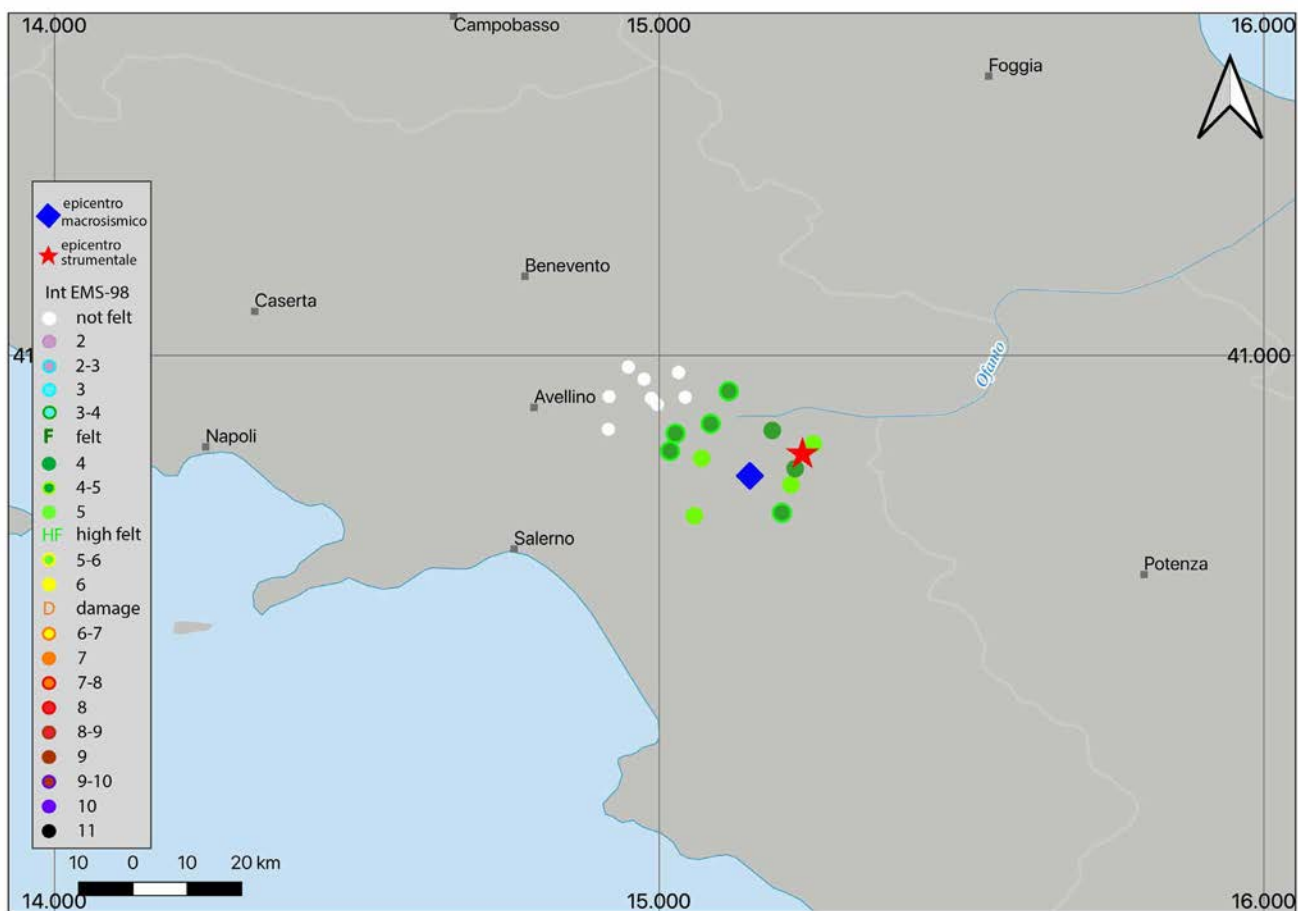 14.000
15.000
16.000
Campobasso
Foggia
epicentro
macrosismico
epicentro
strumentale
Int EMS-98
not felt
2
2-3
3
3-4
F felt
4
4-5
5
HF high felt
5-6
6
D damage
6-7
7
7-8
8
8-9
9
9-10
10
11
Benevento
Caserta
41.000
Ofanto
Avellino
Napoli
Salerno
Potenza
10 0 10 20 km
14.000
15.000
16.000